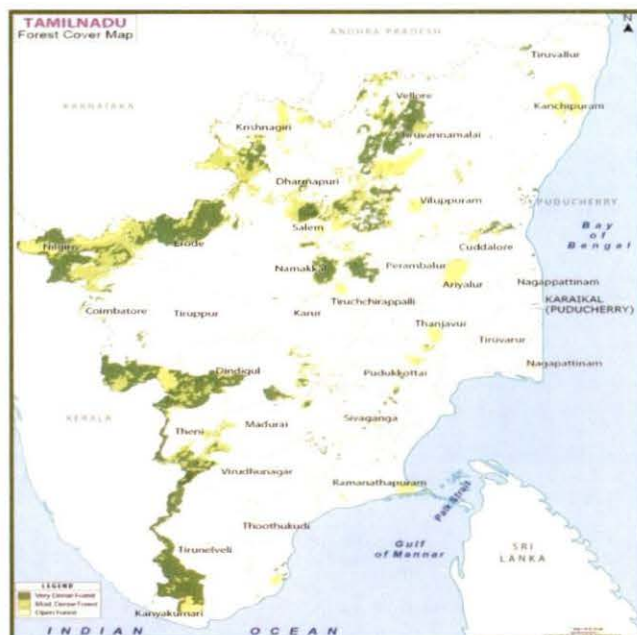 TAMILNADU
Forest Cover Map
N
ANDHRA PRADESH
Tiruvallur
KARNATAKA
Vellore
Kanchipuram
Krishnagiri
Thiruvannamalai
Dharmapuri
Viluppuram
PUDUCHERRY
Salem
Bay
of
Bengal
Nilgiri
Erode
Cuddalore
Namakkal
Perambalur
Ariyalur
Nagappattinam
Coimbatore
Tiruppur
Karur
Tiruchchirappalli
KARAIKAL
(PUDUCHERRY)
Thanjavur
Tiruvarur
Dindigul
Pudukkottai
Nagapattinam
KERALA
Theni
Madurai
Sivaganga
Virudhunagar
Ramanathapuram
Palk Strait
Thoothukudi
Gulf
of Mannar
Tirunelveli
SRI
LANKA
LEGEND
Very Dense Forest
Mod. Dense Forest
Open Forest
Kanyakumari
INDIAN OCEAN